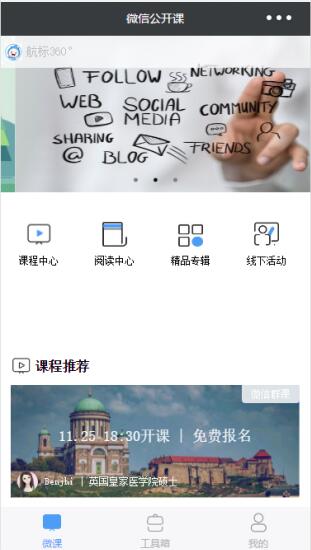 微信公开课
航标360°
FOLLOW
NETWORKING
WEB
SOCIAL
MEDIA
COMMUNITY
SHARING
@
BLOG
FRIENDS
课程中心
阅读中心
精品专辑
线下活动
课程推荐
微信群课
11.25 18:30开课 | 免费报名
Benjhi | 英国皇家医学院硕士
微课
工具箱
我的